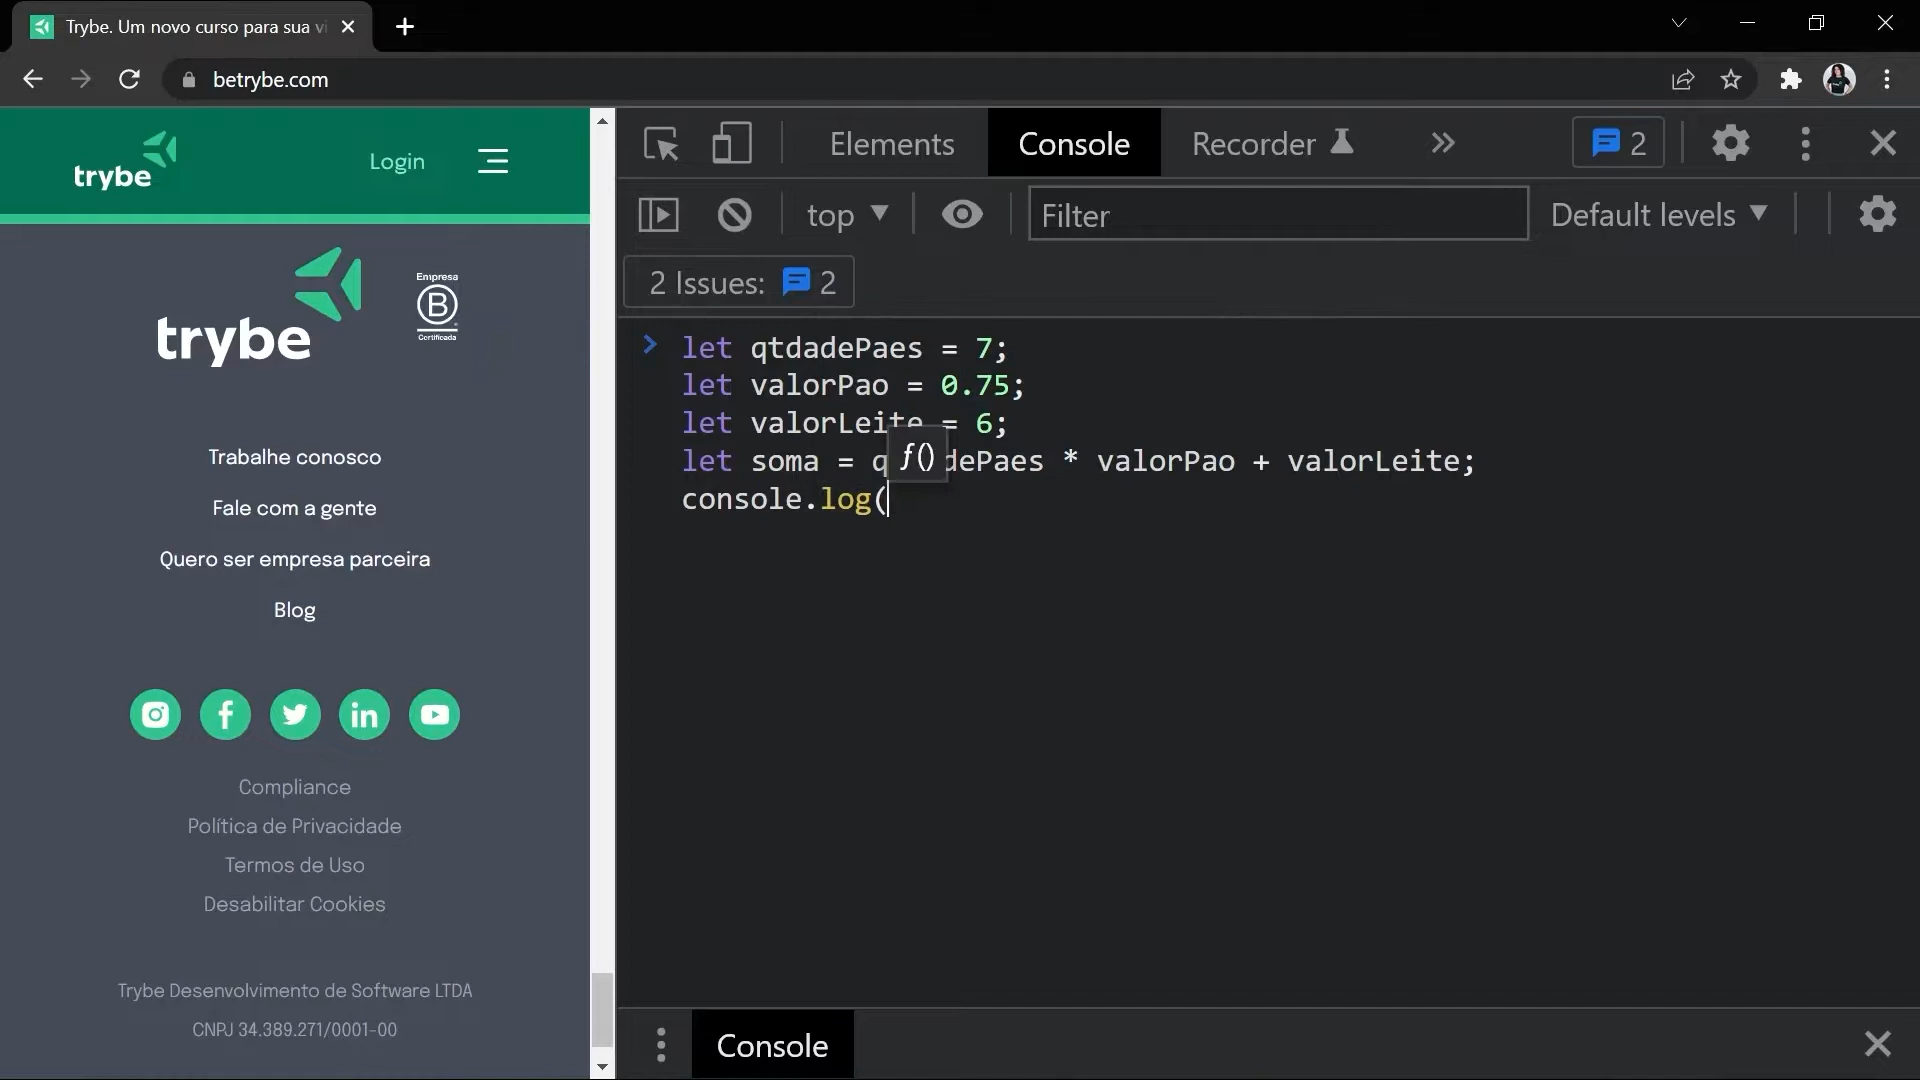 Trybe. Um novo curso para sua vi
betrybe.com
trybe
Login
trybe
Empresa
B
Certificada
Trabalhe conosco
Fale com a gente
Quero ser empresa parceira
Blog
Compliance
Política de Privacidade
Termos de Uso
Desabilitar Cookies
Trybe Desenvolvimento de Software LTDA
CNPJ 34.389.271/0001-00
Elements
Console
Recorder
2
top
Filter
Default levels
2 Issues: 2
let qtdadePaes = 7;
let valorPao = 0.75;
let valorLeite = 6;
let soma = q dePaes * valorPao + valorLeite;
f()
console.log(
Console